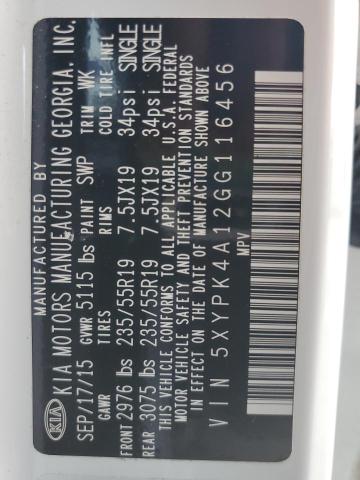 MANUFACTURED BY
KIA KIA MOTORS MANUFACTURING GEORGIA. INC.
SEP/17/15 GVWR 5115 lbs PAINT SWP TRIM WK
GAWR TIRES RIMS COLD TIRE INFL
FRONT 2976 lbs 235/55R19 7.5JX19 34psi SINGLE
REAR 3075 lbs 235/55R19 7.5JX19 34psi SINGLE
THIS VEHICLE CONFORMS TO ALL APPLICABLE U.S.A. FEDERAL
MOTOR VEHICLE SAFETY AND THEFT PREVENTION STANDARDS
IN EFFECT ON THE DATE OF MANUFACTURE SHOWN ABOVE
VIN 5XYPK4A12GG116456
MPV